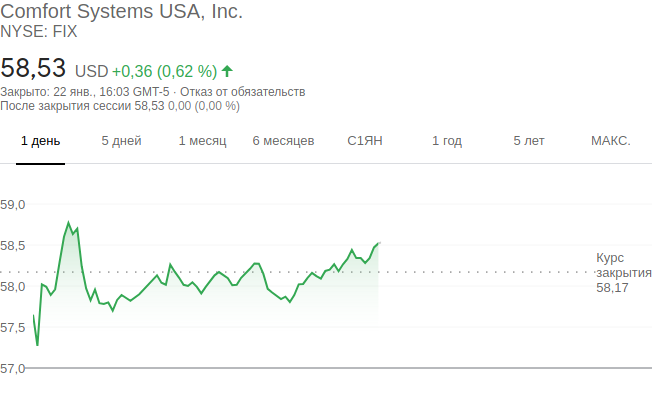 Comfort Systems USA, Inc.
NYSE: FIX
58,53 USD +0,36 (0,62 %)
Закрыто: 22 янв., 16:03 GMT-5 · Отказ от обязательств
После закрытия сессии 58,53 0,00 (0,00 %)
1 день 5 дней 1 месяц 6 месяцев С1ЯН 1 год 5 лет МАКС.
59,0
58,5
Курс
закрытия
58,17
58,0
57,5
57,0